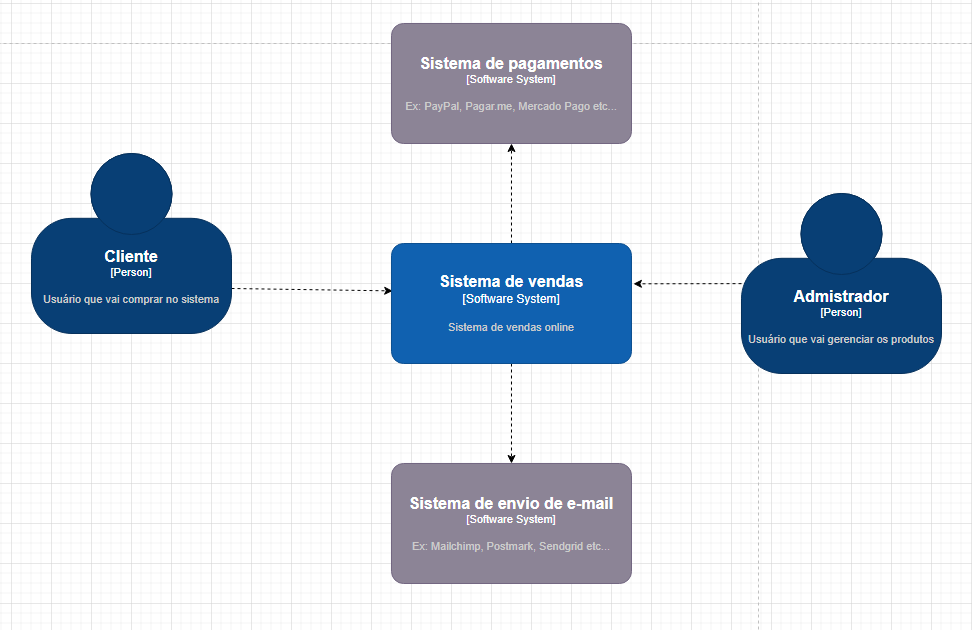 Sistema de pagamentos
[Software System]
Ex: PayPal, Pagar.me, Mercado Pago etc...
Cliente
[Person]
Usuário que vai comprar no sistema
Sistema de vendas
[Software System]
Sistema de vendas online
Admistrador
[Person]
Usuário que vai gerenciar os produtos
Sistema de envio de e-mail
[Software System]
Ex: Mailchimp, Postmark, Sendgrid etc...